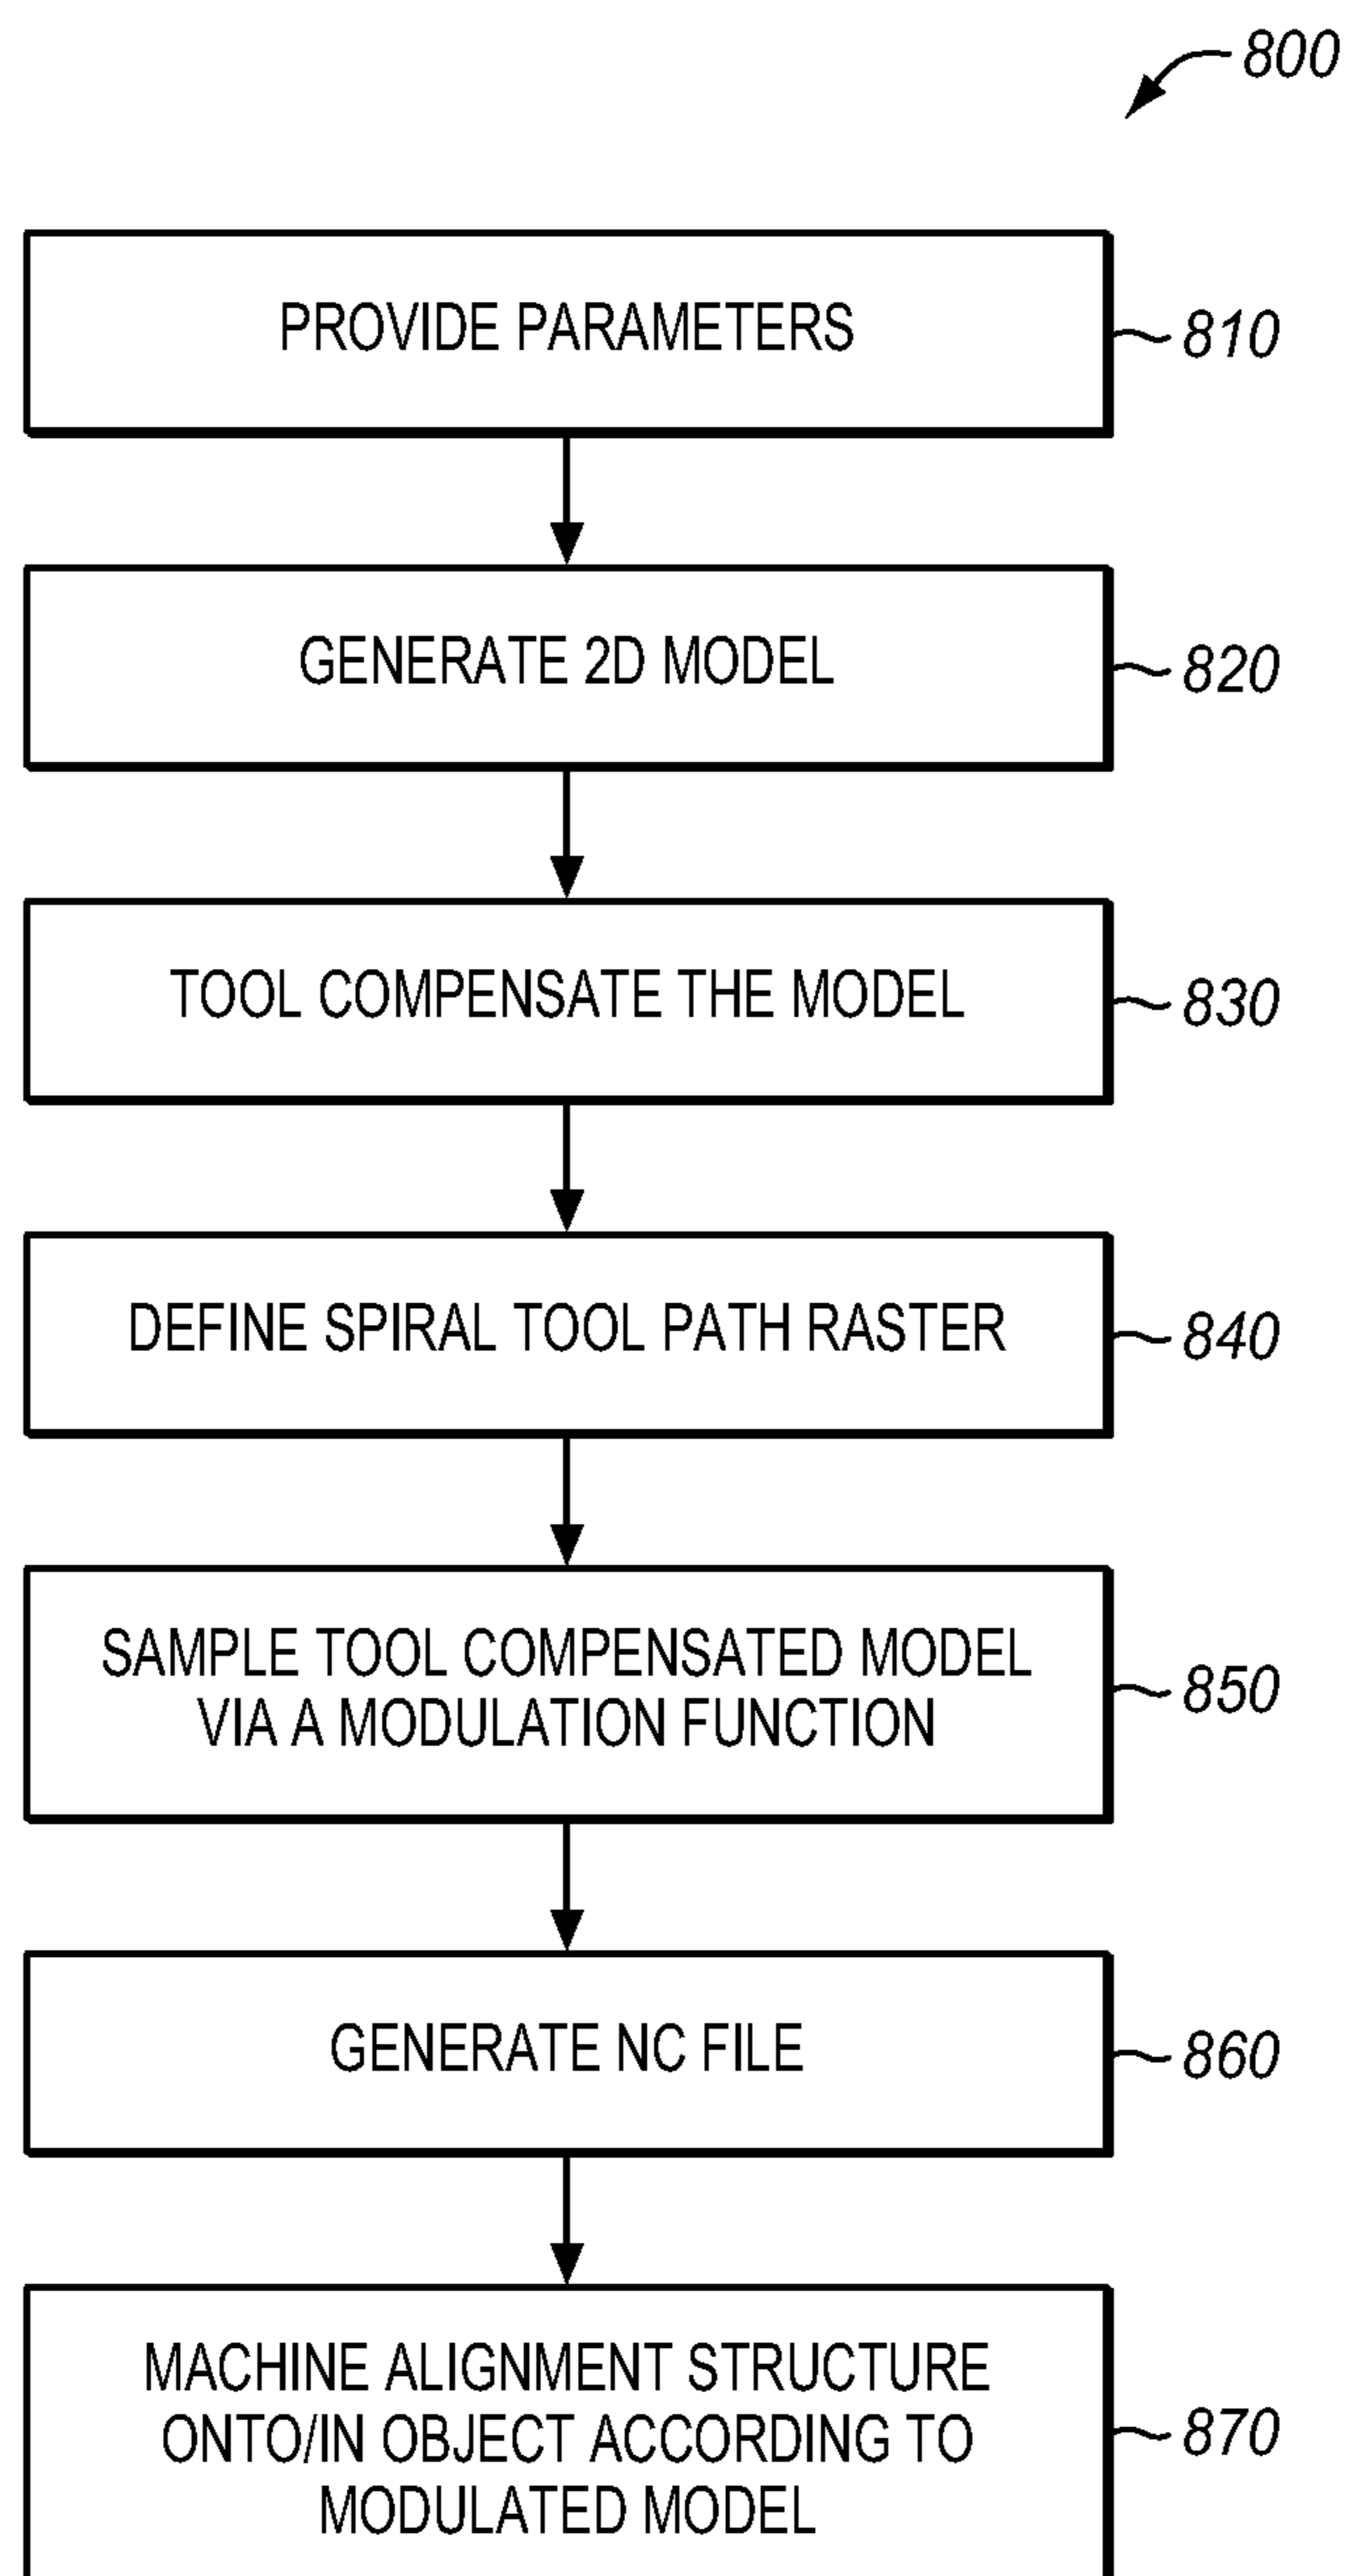 800
PROVIDE PARAMETERS
810
GENERATE 2D MODEL
820
TOOL COMPENSATE THE MODEL
830
DEFINE SPIRAL TOOL PATH RASTER
840
SAMPLE TOOL COMPENSATED MODEL
VIA A MODULATION FUNCTION
850
GENERATE NC FILE
860
MACHINE ALIGNMENT STRUCTURE
ONTO/IN OBJECT ACCORDING TO
MODULATED MODEL
870